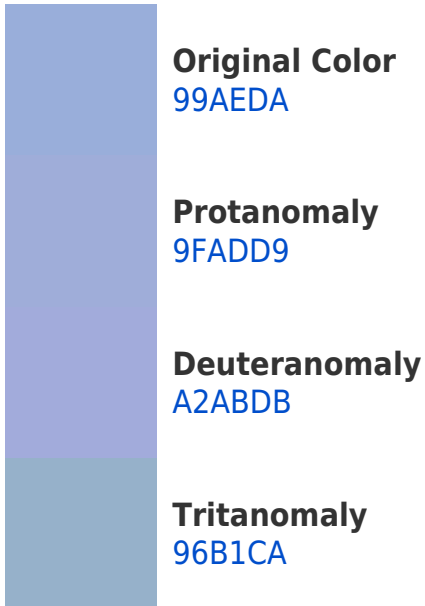 Original Color
99AEDA
Protanomaly
9FADD9
Deuteranomaly
A2ABDB
Tritanomaly
96B1CA